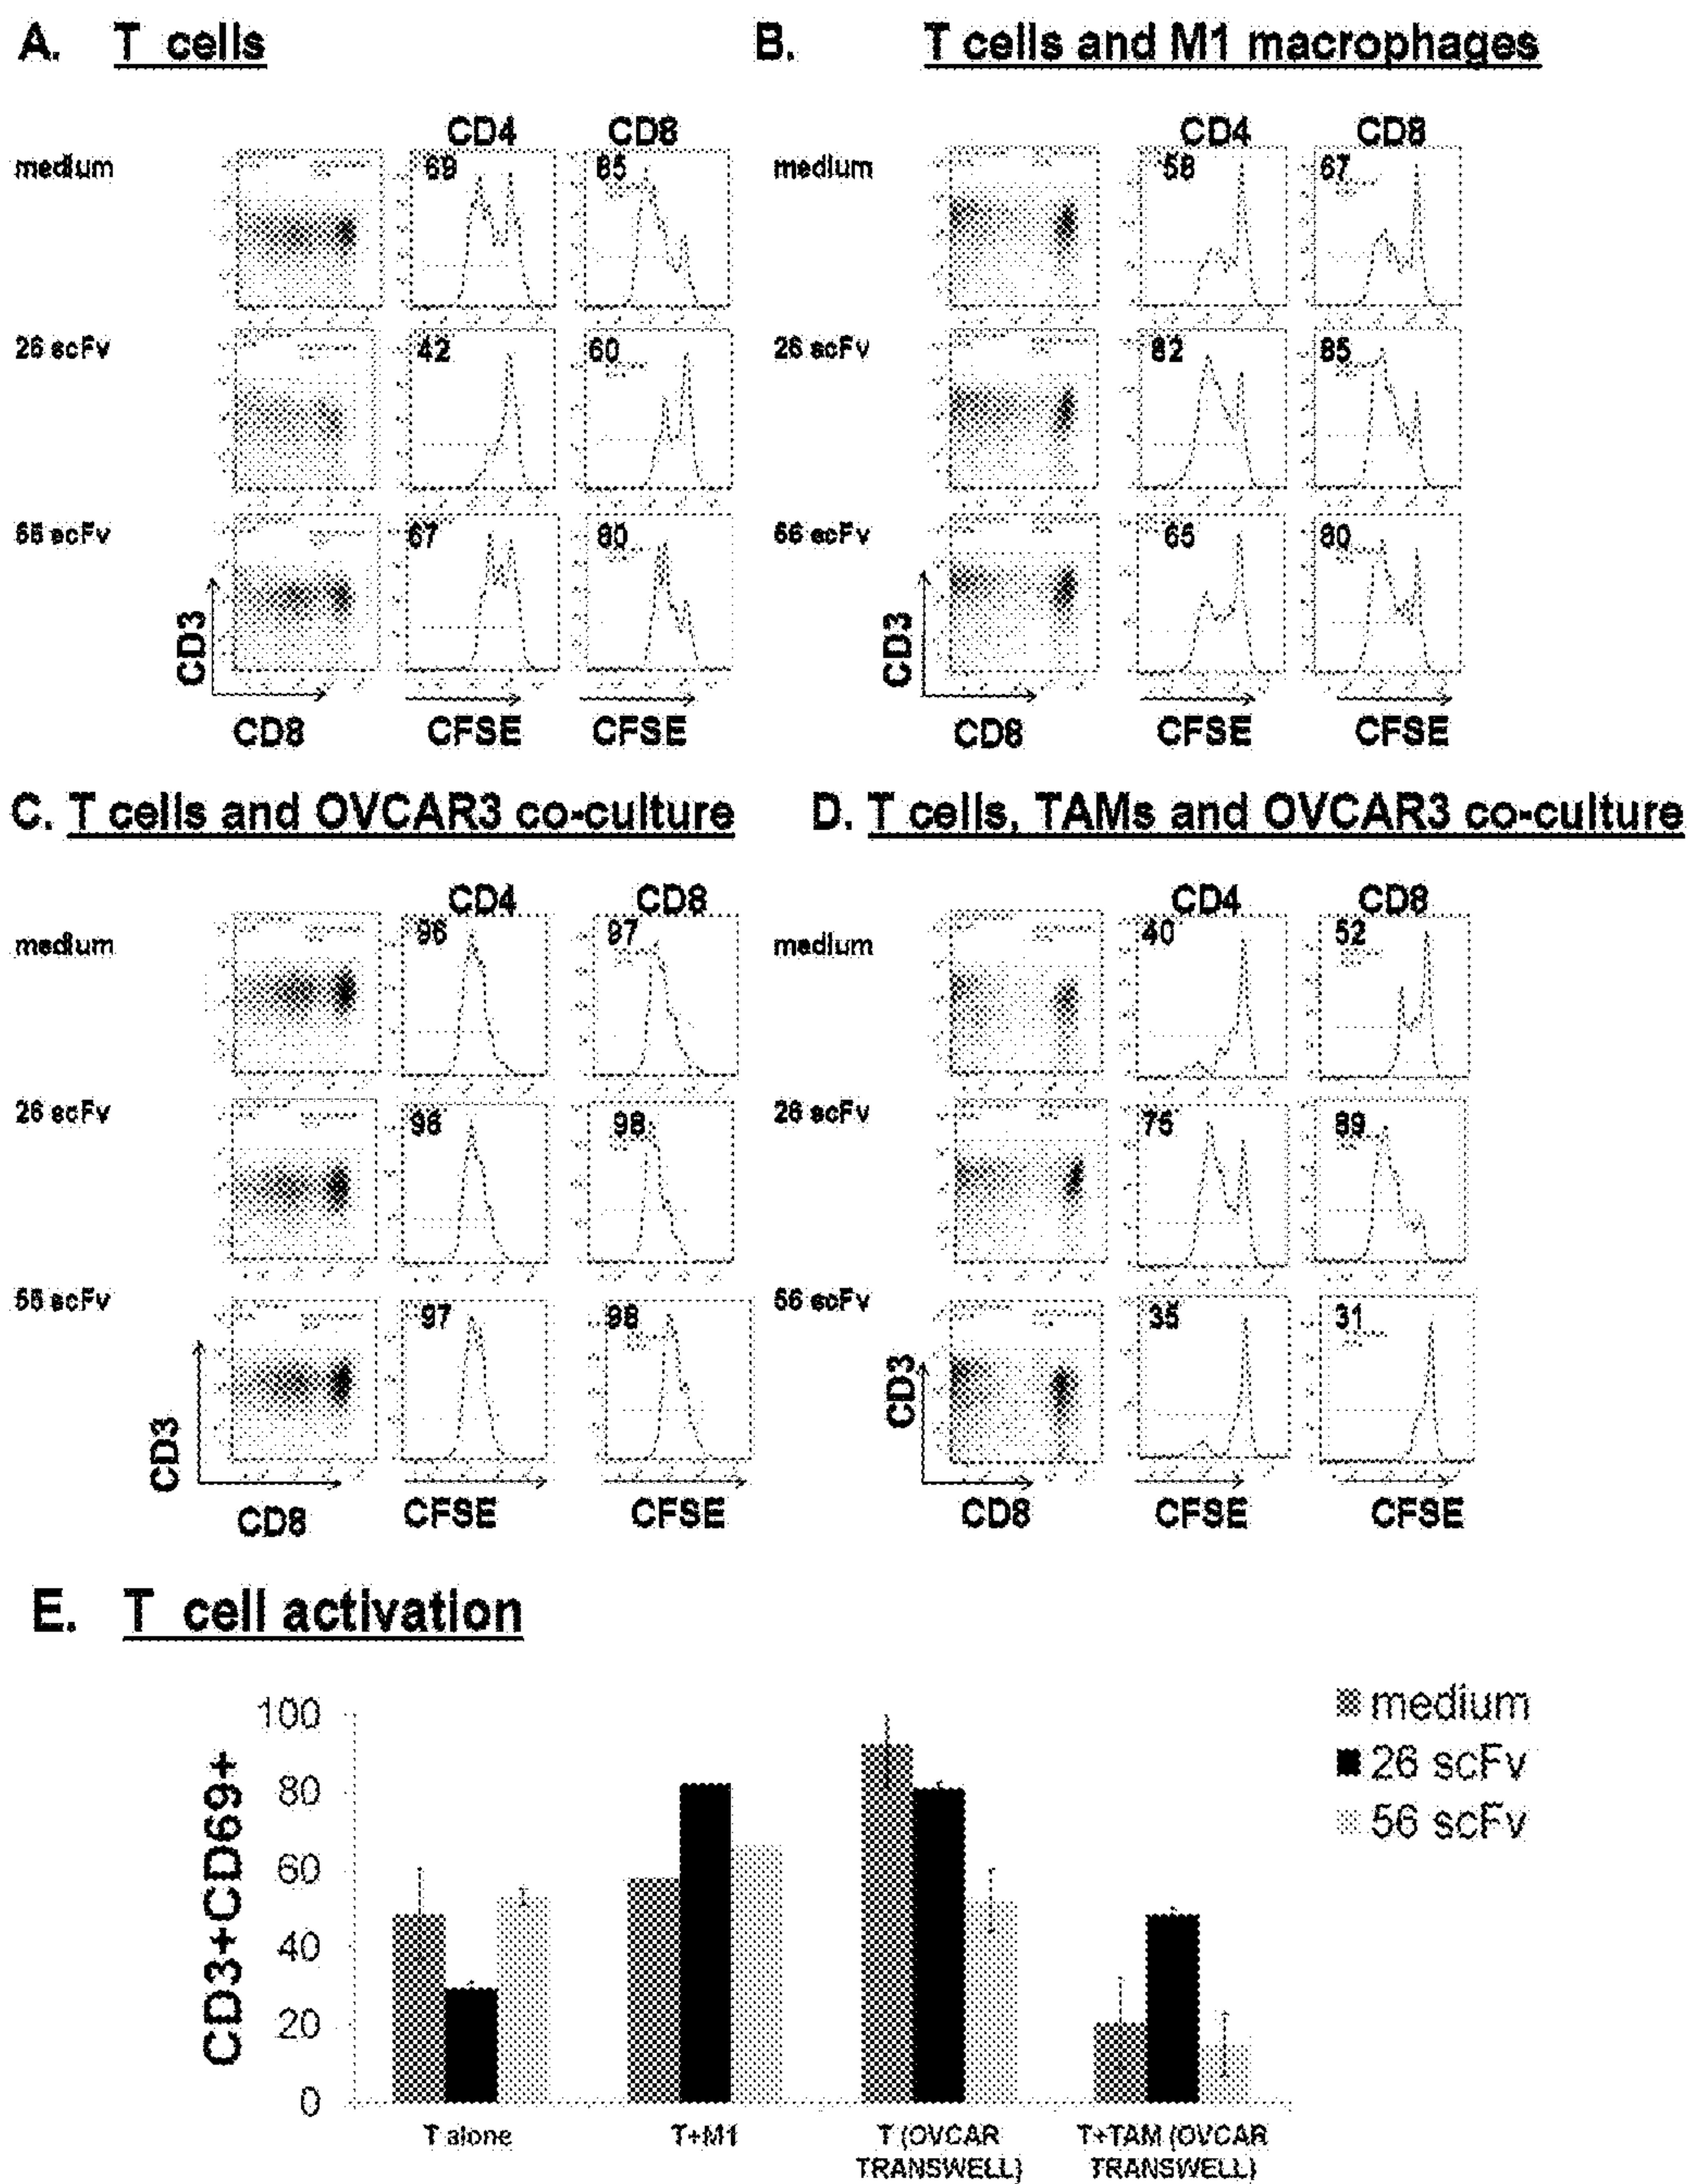 A. T cells
B. T cells and M1 macrophages
CD4 CD8
medium 69 85
26 scFv 42 60
56 scFv 67 80
CD3
CD8 CFSE CFSE
CD4 CD8
medium 58 67
26 scFv 82 85
56 scFv 65 80
CD3
CD8 CFSE CFSE
C. T cells and OVCAR3 co-culture
D. T cells, TAMs and OVCAR3 co-culture
CD4 CD8
medium 96 97
26 scFv 96 98
56 scFv 97 98
CD3
CD8 CFSE CFSE
CD4 CD8
medium 40 52
26 scFv 75 89
56 scFv 35 31
CD3
CD8 CFSE CFSE
E. T cell activation
CD3+CD69+
100
80
60
40
20
0
T alone
T+M1
T (OVCAR
TRANSWELL)
T+TAM (OVCAR
TRANSWELL)
medium
26 scFv
56 scFv